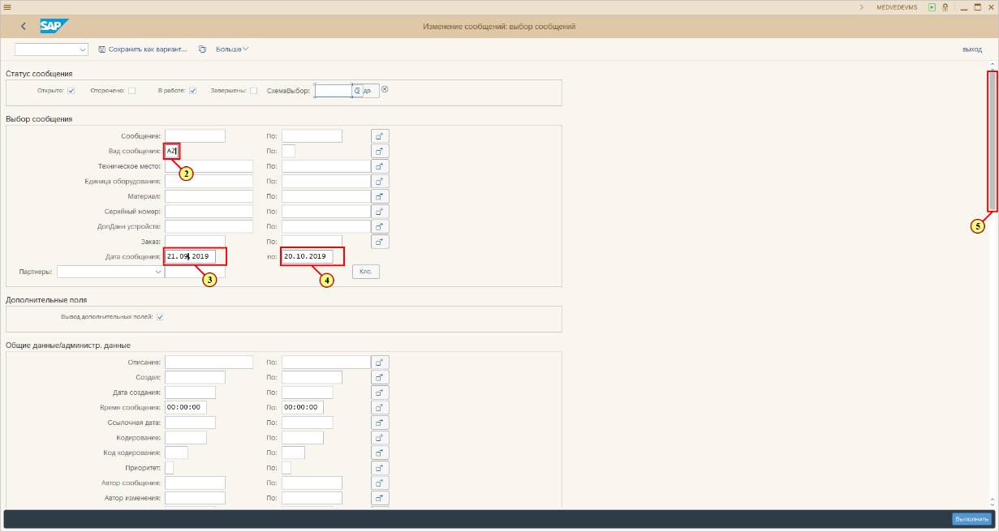 MEDVEDEVMS
SAP
Изменение сообщений: выбор сообщений
Сохранить как вариант...
Больше
выход
Статус сообщения
Открыто:
Отсрочено:
В работе:
Завершены:
СхемаВыбор:
др.
Выбор сообщения
Сообщение: По:
Вид сообщения: A2 По:
2
Техническое место: По:
Единица оборудования: По:
Материал: По:
Серийный номер: По:
ДопДанн устройств: По:
5
Заказ: По:
Дата сообщения: 21.09.2019 по: 20.10.2019
Партнеры: Клс.
3
4
Дополнительные поля
Вывод дополнительных полей:
Общие данные/администр. данные
Описание: По:
Создал: По:
Дата создания: По:
Время сообщения: 00:00:00 По: 00:00:00
Ссылочная дата: По:
Кодирование: По:
Код кодирования: По:
Приоритет: По:
Автор сообщения: По:
Автор изменения: По:
Выполнить